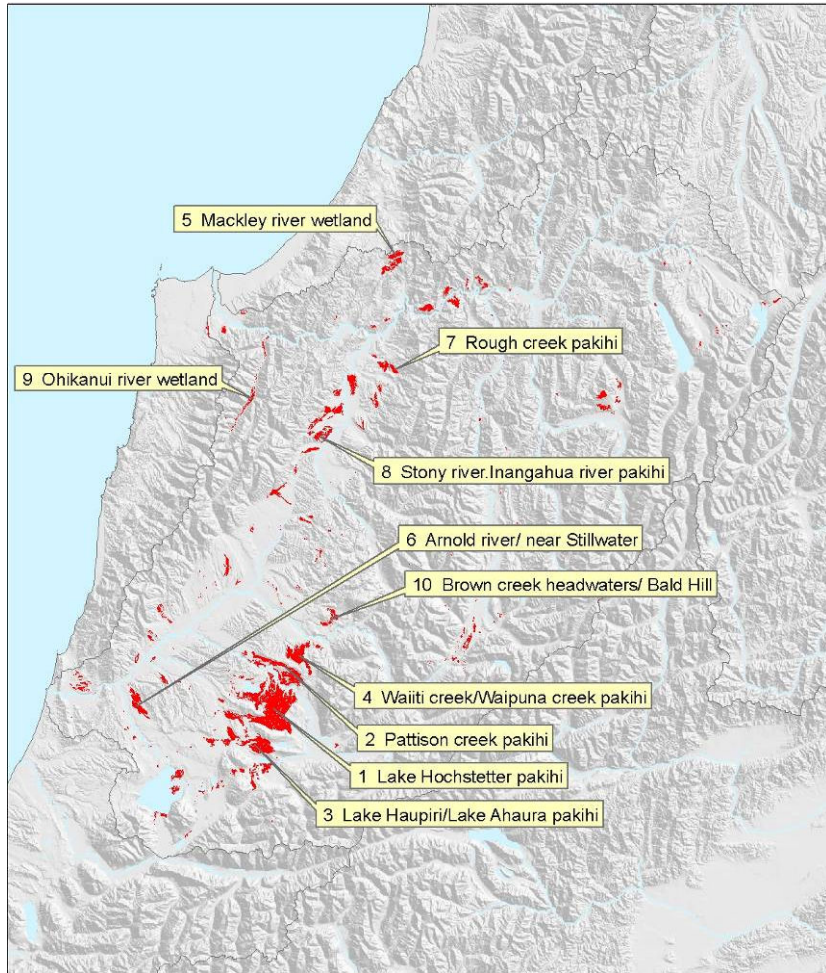 5 Mackley river wetland
7 Rough creek pakihi
9 Ohikanui river wetland
8 Stony river.Inangahua river pakihi
6 Arnold river/ near Stillwater
10 Brown creek headwaters/ Bald Hill
4 Waiiti creek/Waipuna creek pakihi
2 Pattison creek pakihi
1 Lake Hochstetter pakihi
3 Lake Haupiri/Lake Ahaura pakihi